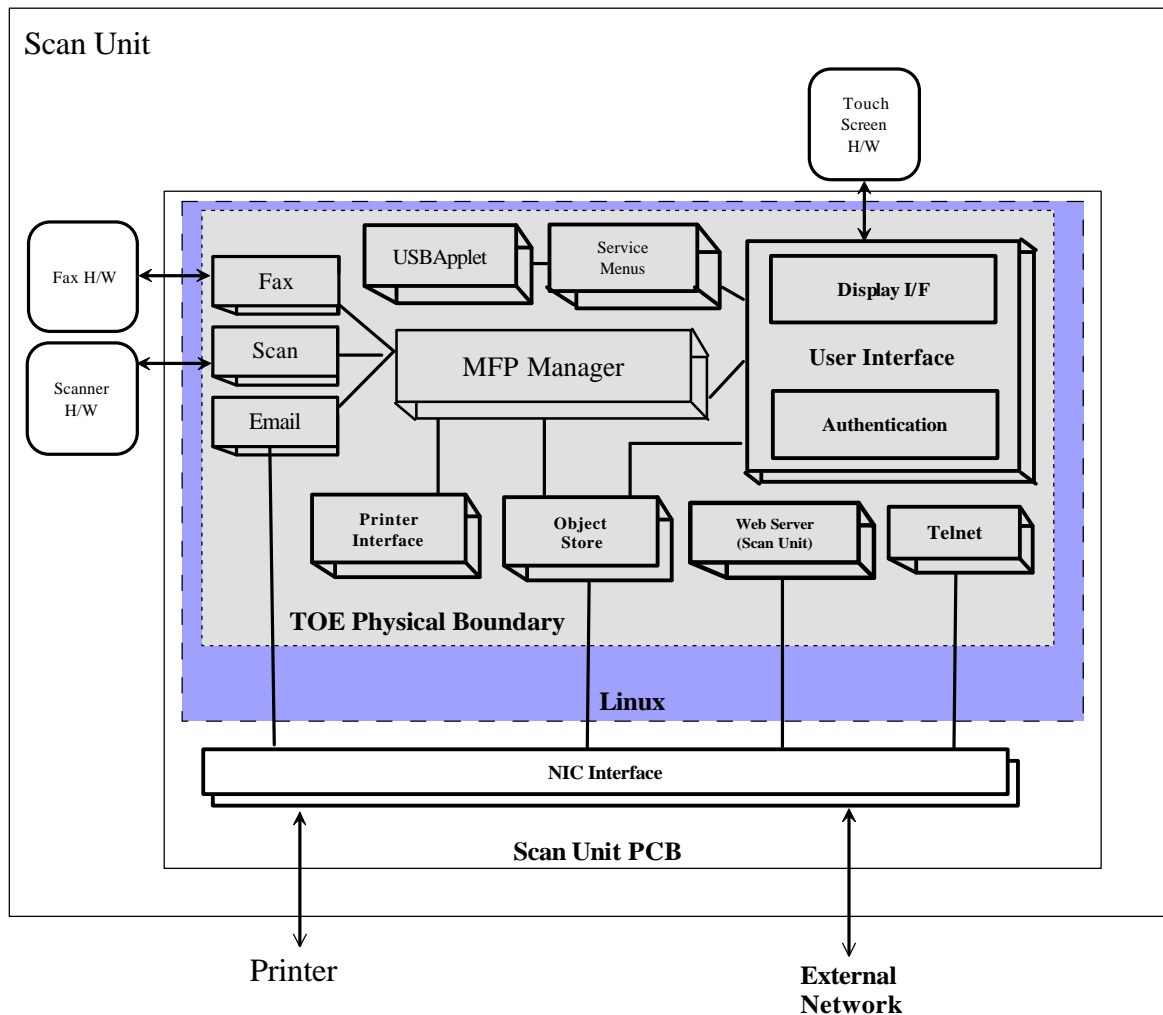 Scan Unit
Touch
Screen
H/W
Fax H/W
Scanner
H/W
Fax
Scan
Email
USBApplet
Service
Menus
MFP Manager
Display I/F
User Interface
Authentication
Printer
Interface
Object
Store
Web Server
(Scan Unit)
Telnet
TOE Physical Boundary
Linux
NIC Interface
Scan Unit PCB
Printer
External
Network